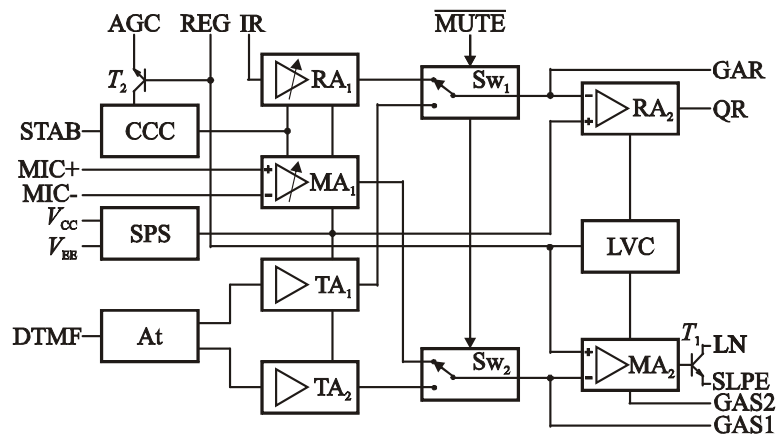 AGC REG IR MUTE
T2
RA1
Sw1
GAR
RA2
QR
STAB
CCC
MIC+
MIC-
MA1
VCC
VEE
SPS
LVC
TA1
DTMF
At
TA2
Sw2
MA2
T1
LN
SLPE
GAS2
GAS1
+
-
-
+
+
-